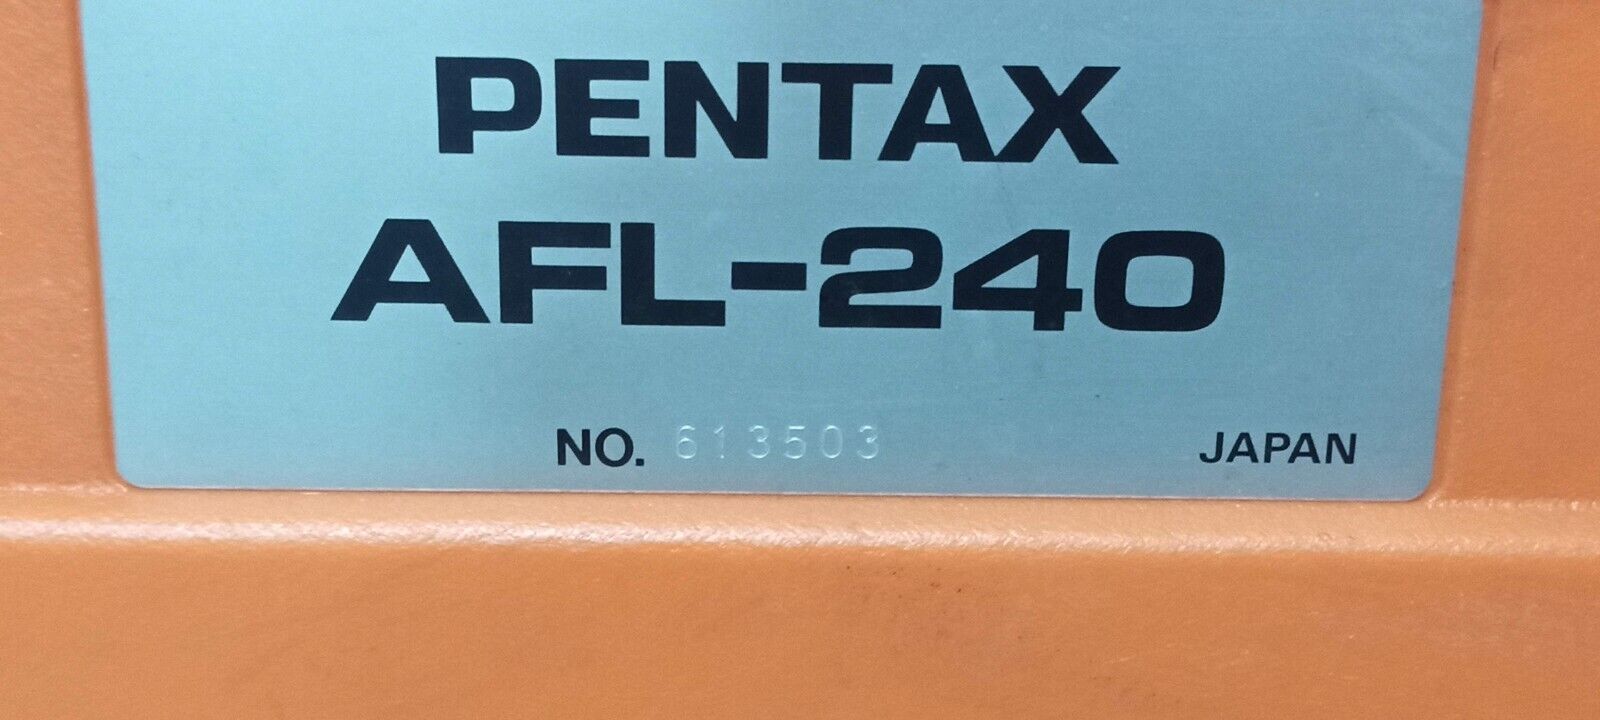 PENTAX
AFL-240
NO. 613503 JAPAN